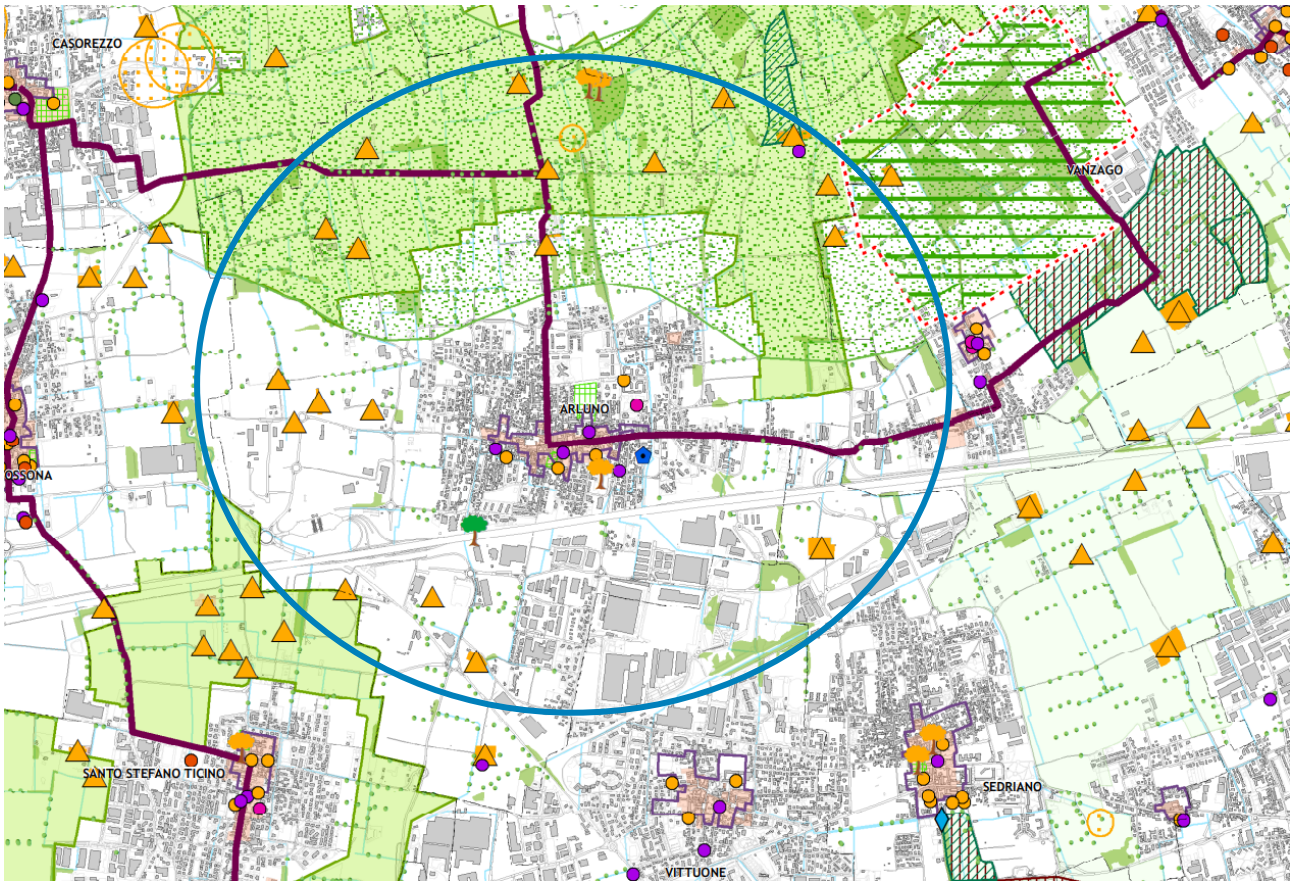 CASOREZZO
VANZAGO
ARLUNO
OSSONA
SANTO STEFANO TICINO
SEDRIANO
VITTUONE